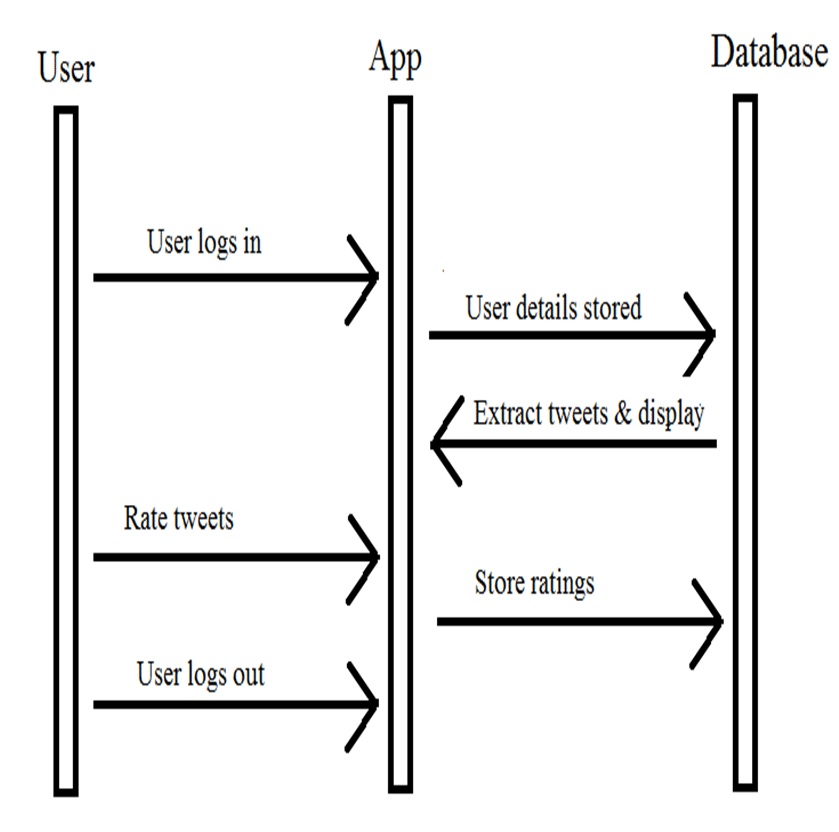 User
App
Database
User logs in
User details stored
Extract tweets & display
Rate tweets
Store ratings
User logs out